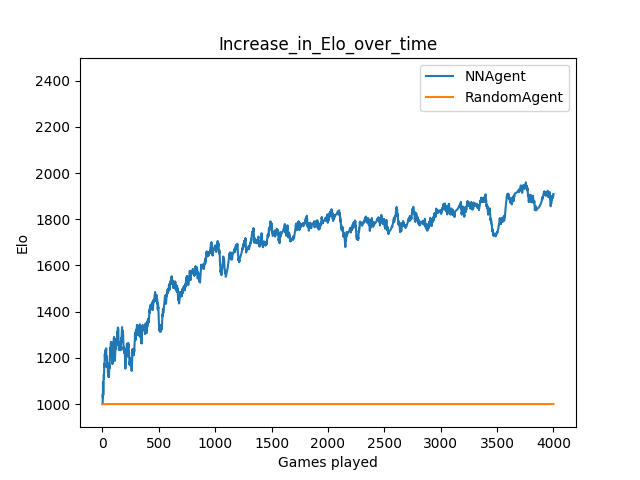 Increase_in_Elo_over_time
NNAgent
RandomAgent
2400
2200
2000
1800
1600
1400
1200
1000
Elo
0 500 1000 1500 2000 2500 3000 3500 4000
Games played